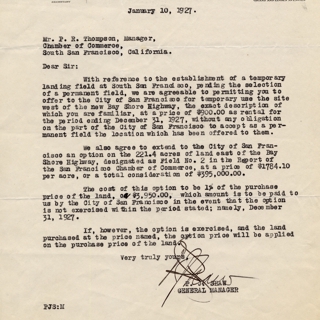 January 10, 1927.
Mr. P. E. Thompson, Manager,
Chamber of Commerce,
South San Francisco, California.
Dear Sir:
With reference to the establishment of a temporary
landing field at South San Francisco, pending the selection
of a permanent field, we are agreeable to permitting you to
offer to the City of San Francisco for temporary use the site
west of the new Bay Shore Highway, the exact description of
which you are familiar, at a price of $900.00 as rental for
the period ending December 31, 1927, without any obligation
on the part of the City of San Francisco to accept as a per-
manent field the location which has been offered to them.
We also agree to extend to the City of San Fran-
cisco an option on the 221.4 acres of land east of the Bay
Shore Highway, designated as Field No. 2 in the Report of
the San Francisco Chamber of Commerce, at a price of $1784.10
per acre, or a total consideration of $395,000.00.
The cost of this option to be 1% of the purchase
price of the land, or $3,950.00, which amount is to be paid to
us by the City of San Francisco in the event that the option
is not exercised within the period stated; namely, December
31, 1927.
If, however, the option is exercised, and the land
purchased at the price named, the option price will be applied
on the purchase price of the land.
Very truly yours,
SHAW
GENERAL MANAGER
PJS:M